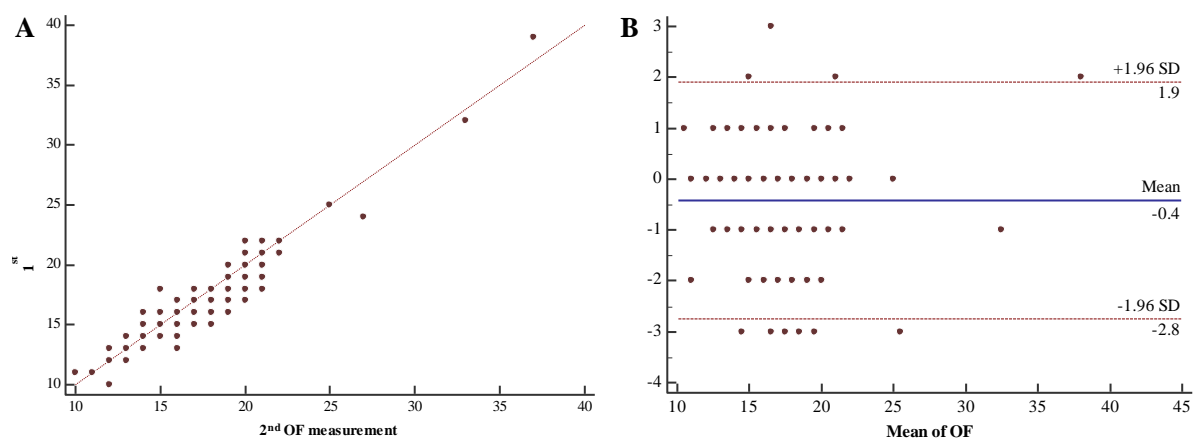 A
40
35
30
25
20
15
10
1st
10 15 20 25 30 35 40
2nd OF measurement
B
3
2
1
0
-1
-2
-3
-4
+1.96 SD
1.9
Mean
-0.4
-1.96 SD
-2.8
10 15 20 25 30 35 40 45
Mean of OF